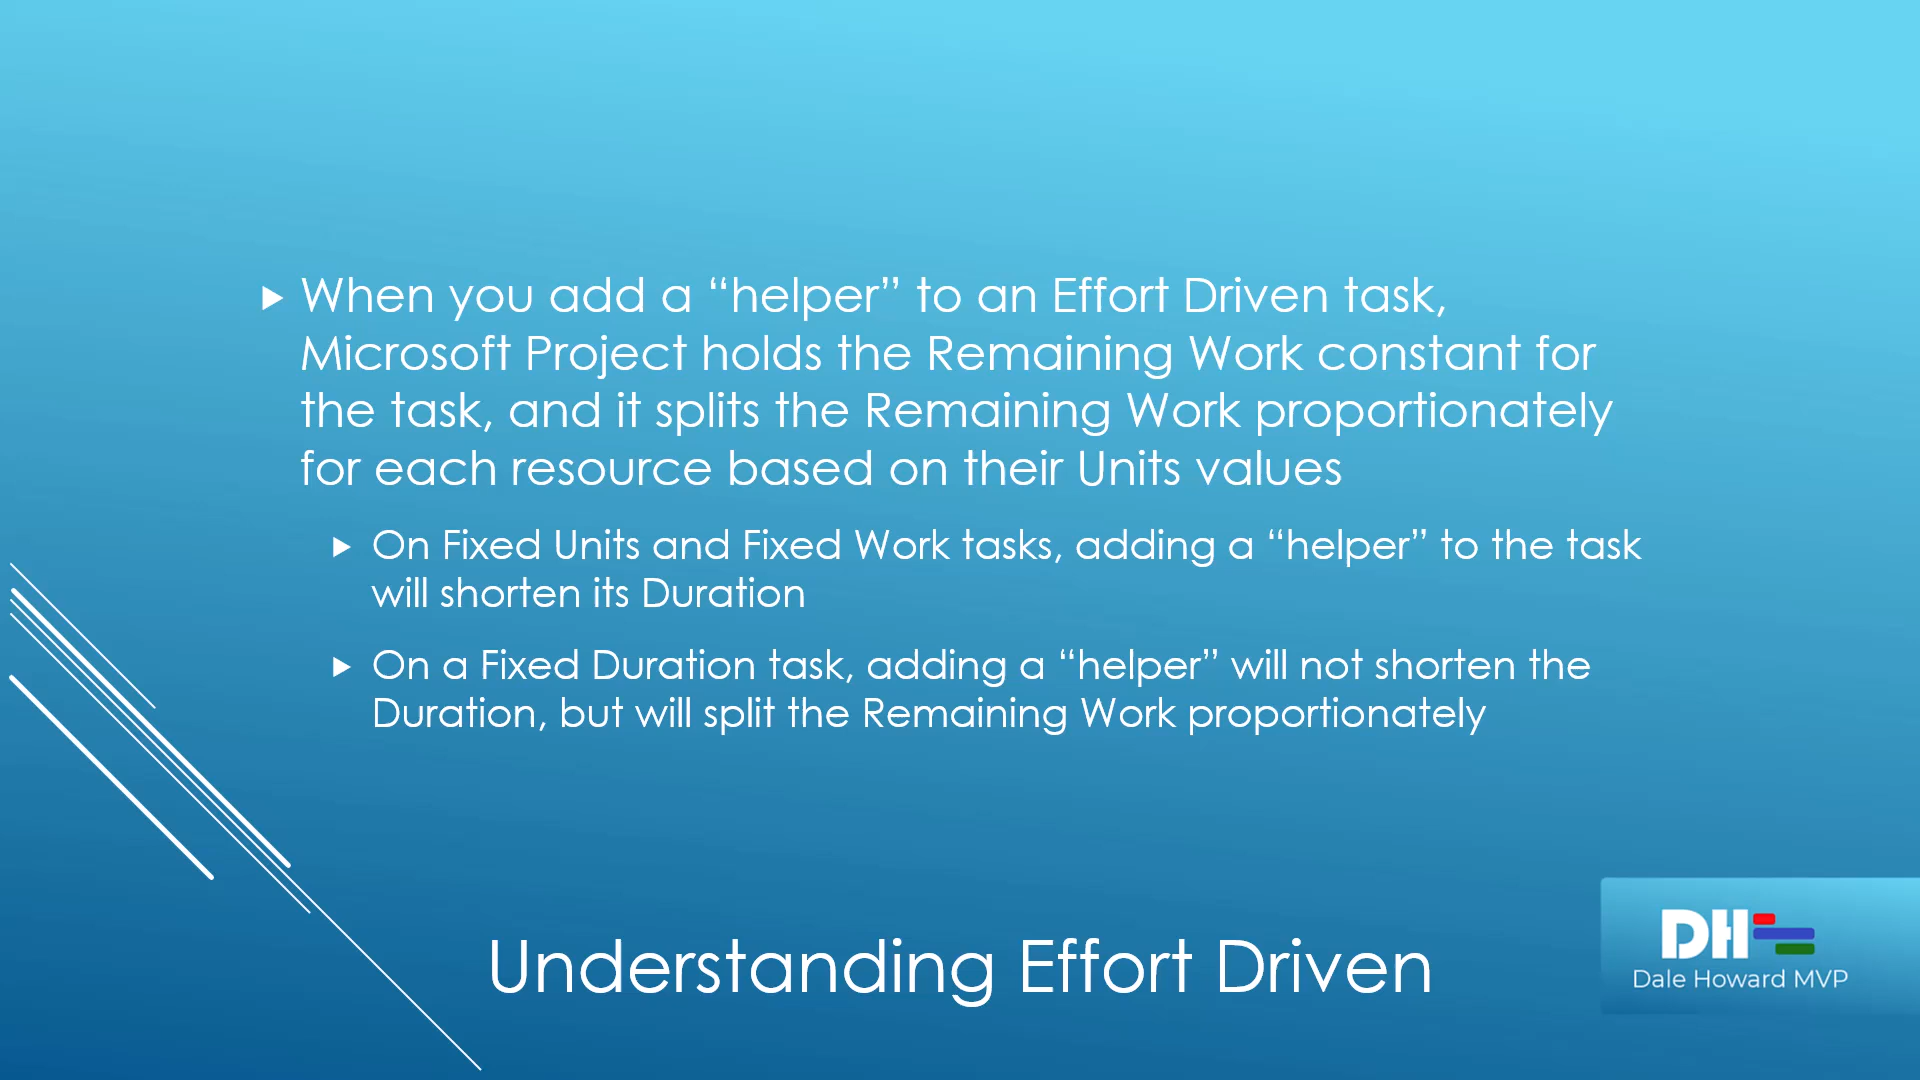 When you add a “helper” to an Effort Driven task,
Microsoft Project holds the Remaining Work constant for
the task, and it splits the Remaining Work proportionately
for each resource based on their Units values
On Fixed Units and Fixed Work tasks, adding a “helper” to the task
will shorten its Duration
On a Fixed Duration task, adding a “helper” will not shorten the
Duration, but will split the Remaining Work proportionately
Understanding Effort Driven
DH
Dale Howard MVP